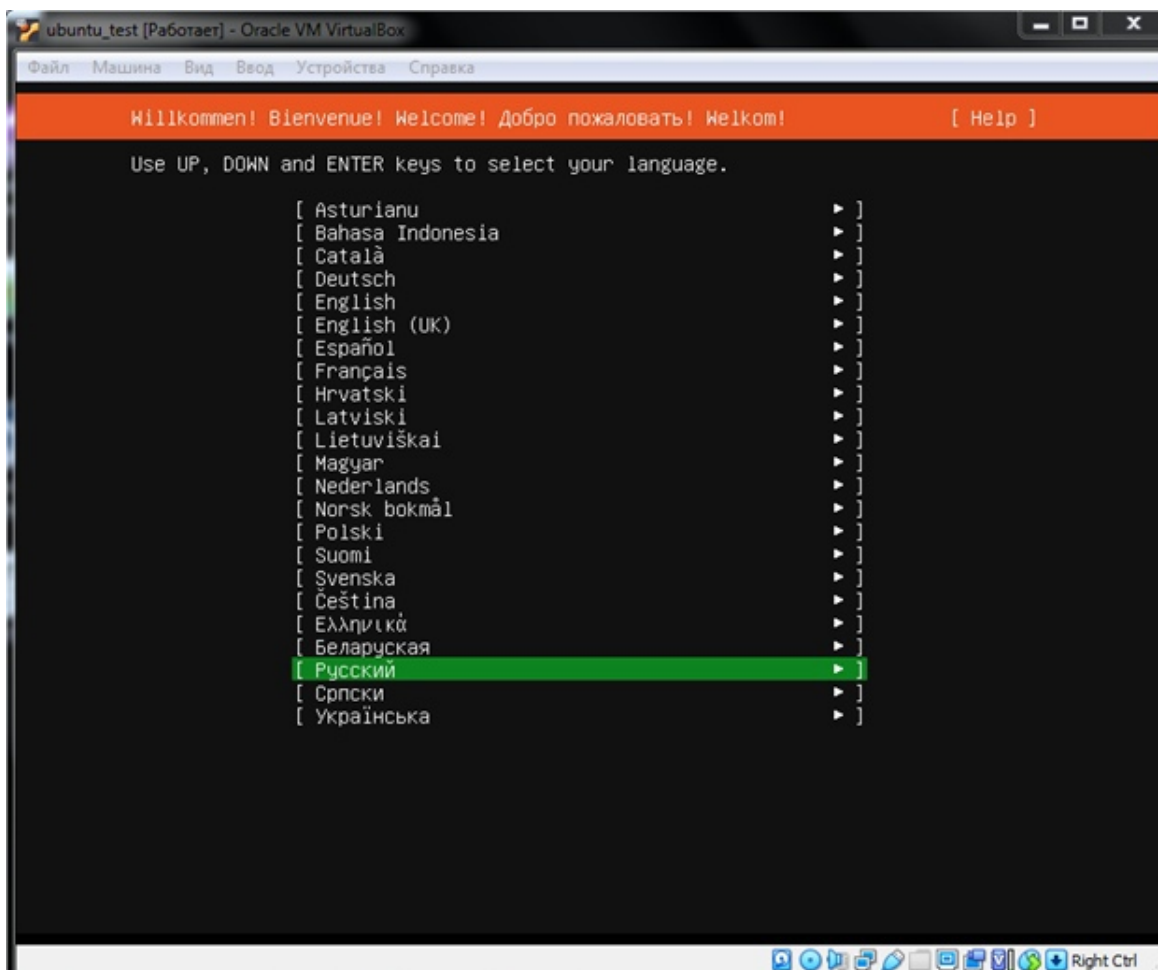 ubuntu_test [Работает] - Oracle VM VirtualBox
Файл Машина Вид Ввод Устройства Справка
Willkommen! Bienvenue! Welcome! Добро пожаловать! Welkom! [ Help ]
Use UP, DOWN and ENTER keys to select your language.
[ Asturianu ► ]
[ Bahasa Indonesia ► ]
[ Català ► ]
[ Deutsch ► ]
[ English ► ]
[ English (UK) ► ]
[ Español ► ]
[ Français ► ]
[ Hrvatski ► ]
[ Latviski ► ]
[ Lietuviškai ► ]
[ Magyar ► ]
[ Nederlands ► ]
[ Norsk bokmål ► ]
[ Polski ► ]
[ Suomi ► ]
[ Svenska ► ]
[ Čeština ► ]
[ Ελληνικά ► ]
[ Беларуская ► ]
[ Русский ► ]
[ Српски ► ]
[ Українська ► ]
Right Ctrl